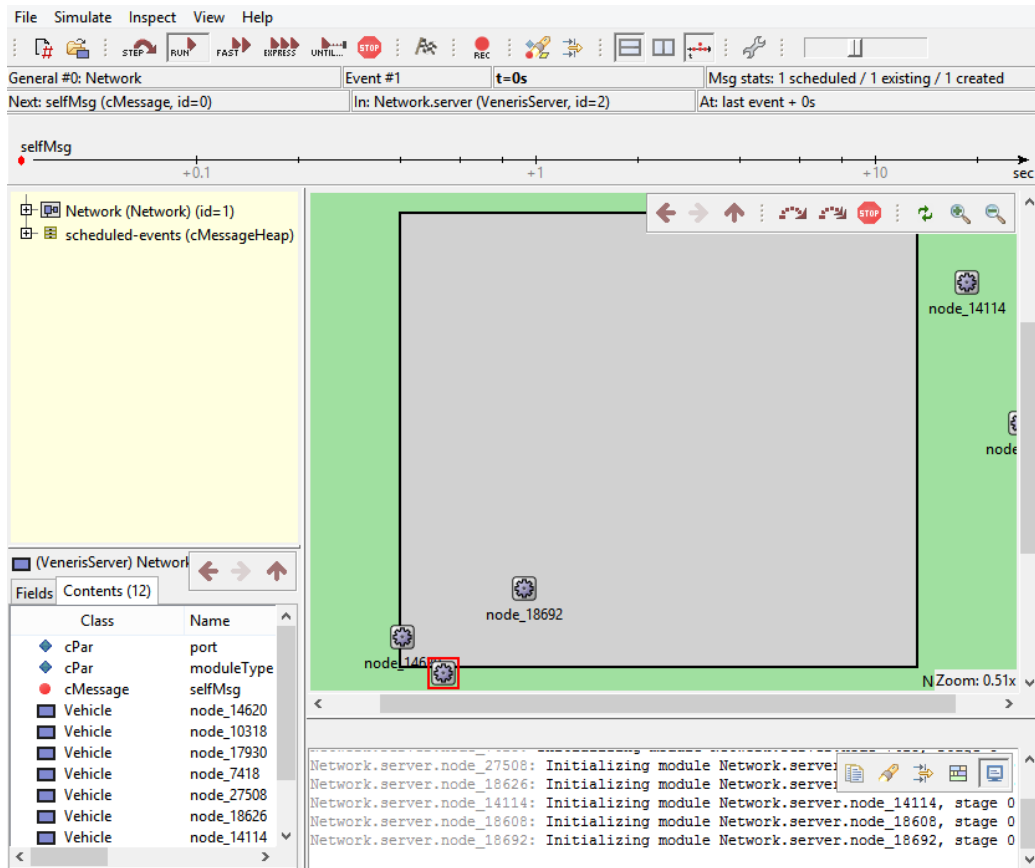 File Simulate Inspect View Help
STEP RUN FAST EXPRESS UNTIL... STOP REC
General #0: Network Event #1 t=0s Msg stats: 1 scheduled / 1 existing / 1 created
Next: selfMsg (cMessage, id=0) In: Network.server (VenerisServer, id=2) At: last event + 0s
selfMsg
+0.1 +1 +10 sec
Network (Network) (id=1)
scheduled-events (cMessageHeap)
STOP
node_14114
node
node_18692
node_146
N Zoom: 0.51x
(VenerisServer) Network
Fields Contents (12)
Class Name
cPar port
cPar moduleType
cMessage selfMsg
Vehicle node_14620
Vehicle node_10318
Vehicle node_17930
Vehicle node_7418
Vehicle node_27508
Vehicle node_18626
Vehicle node_14114
Network.server.node_27508: Initializing module Network.server
Network.server.node_18626: Initializing module Network.server
Network.server.node_14114: Initializing module Network.server.node_14114, stage 0
Network.server.node_18608: Initializing module Network.server.node_18608, stage 0
Network.server.node_18692: Initializing module Network.server.node_18692, stage 0